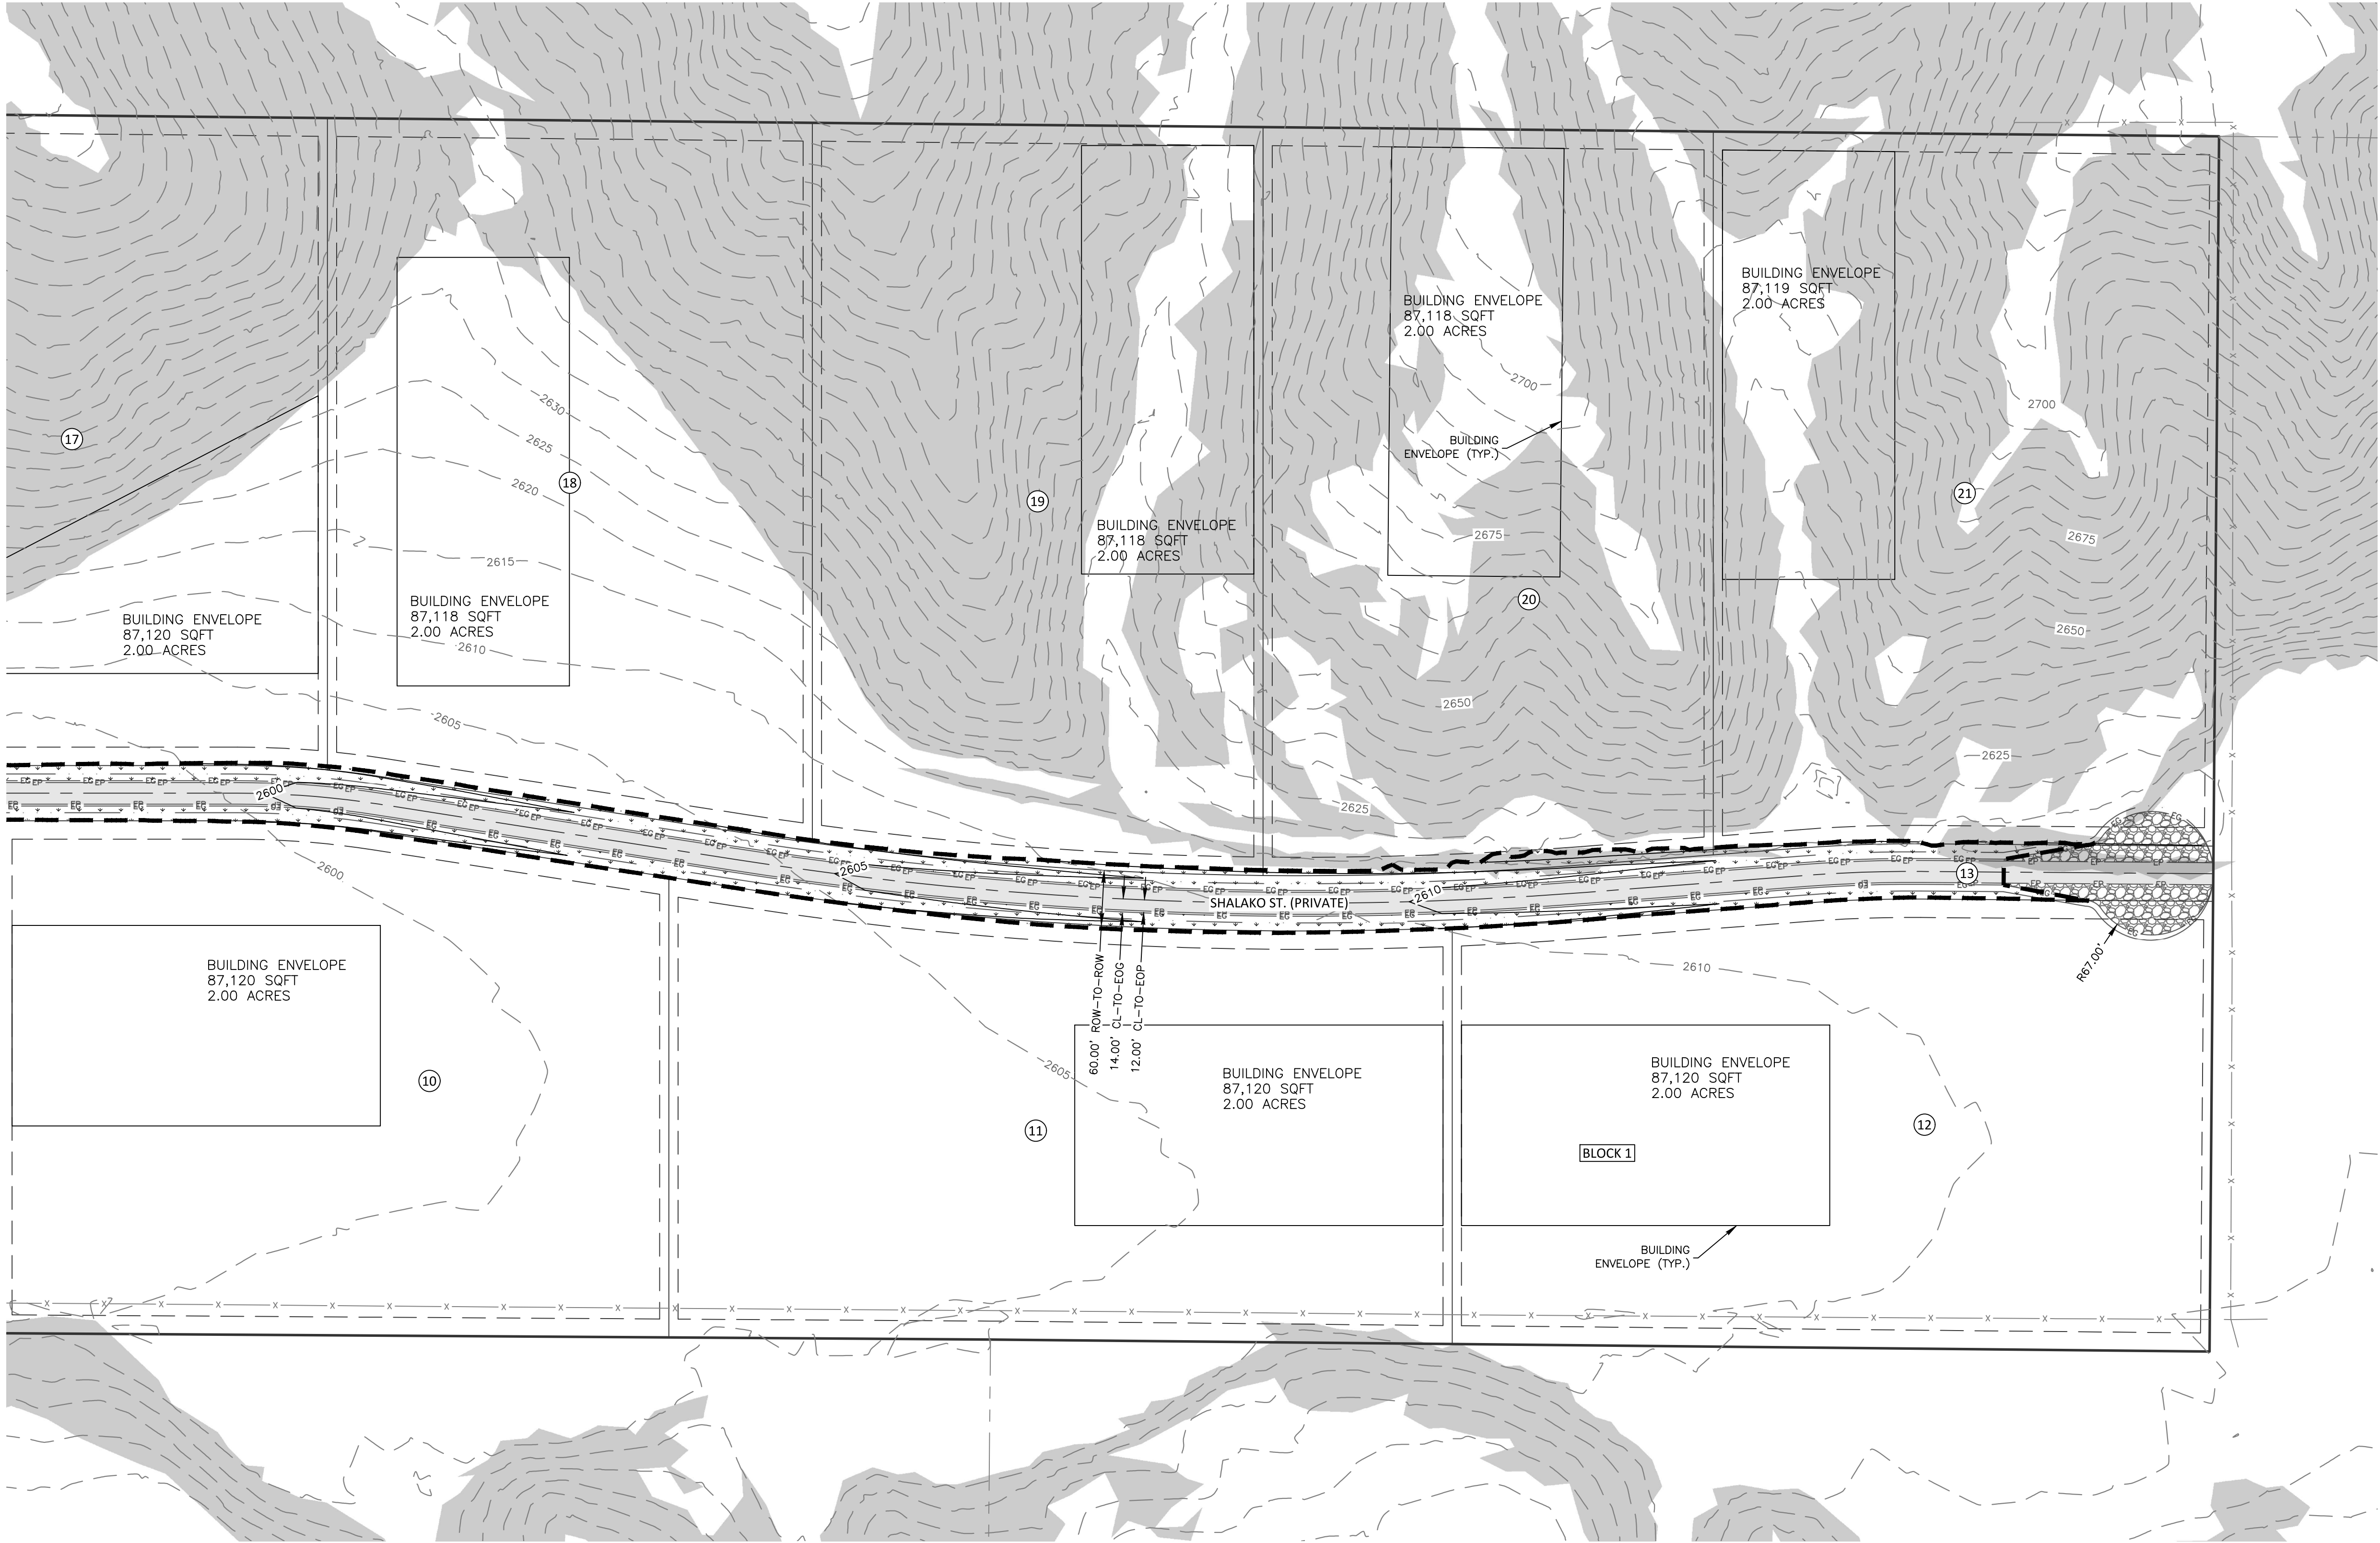 BUILDING ENVELOPE
87,119 SQFT
2.00 ACRES
BUILDING ENVELOPE
87,118 SQFT
2.00 ACRES
2700
2630
2700
17
2625
BUILDING
ENVELOPE (TYP.)
18
2620
19
21
BUILDING ENVELOPE
87,118 SQFT
2.00 ACRES
2675
2675
2615
BUILDING ENVELOPE
87,118 SQFT
2.00 ACRES
20
BUILDING ENVELOPE
87,120 SQFT
2.00 ACRES
2610
2650
2650
2605
2625
2600
2625
2605
13
2610
SHALAKO ST. (PRIVATE)
EG EP
2600
60.00' ROW-TO-ROW
14.00' CL-TO-EOG
12.00' CL-TO-EOP
R67.00'
2610
BUILDING ENVELOPE
87,120 SQFT
2.00 ACRES
2605
10
BUILDING ENVELOPE
87,120 SQFT
2.00 ACRES
BUILDING ENVELOPE
87,120 SQFT
2.00 ACRES
11
12
BLOCK 1
BUILDING
ENVELOPE (TYP.)